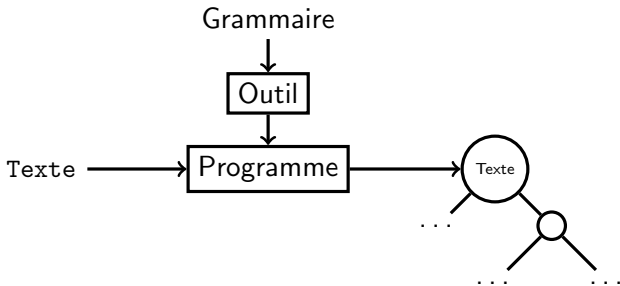 Grammaire
Outil
Texte
Programme
Texte
. . .
. . .
. . .